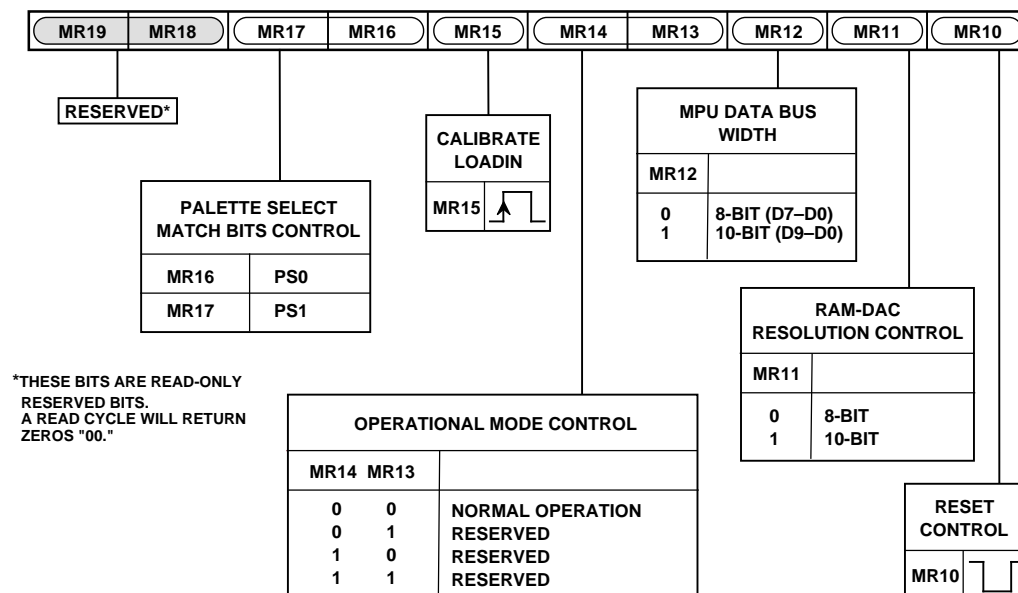 MR19 MR18 MR17 MR16 MR15 MR14 MR13 MR12 MR11 MR10
RESERVED*
PALETTE SELECT
MATCH BITS CONTROL
MR16 PS0
MR17 PS1
CALIBRATE
LOADIN
MR15
MPU DATA BUS
WIDTH
MR12
0 8-BIT (D7–D0)
1 10-BIT (D9–D0)
RAM-DAC
RESOLUTION CONTROL
MR11
0 8-BIT
1 10-BIT
*THESE BITS ARE READ-ONLY
RESERVED BITS.
A READ CYCLE WILL RETURN
ZEROS "00."
OPERATIONAL MODE CONTROL
MR14 MR13
0 0 NORMAL OPERATION
0 1 RESERVED
1 0 RESERVED
1 1 RESERVED
RESET
CONTROL
MR10